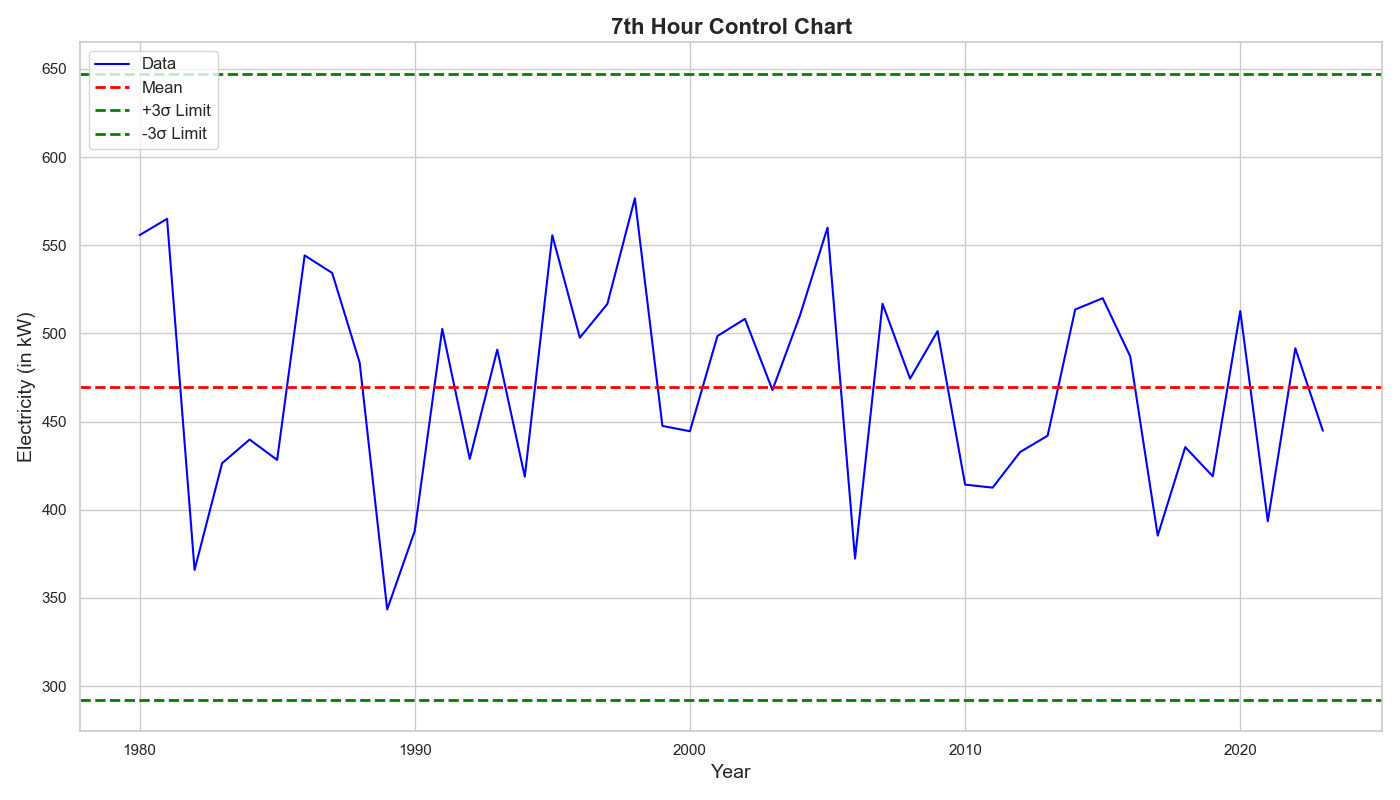 7th Hour Control Chart
Data
Mean
+3σ Limit
-3σ Limit
Electricity (in kW)
650
600
550
500
450
400
350
300
1980
1990
2000
2010
2020
Year